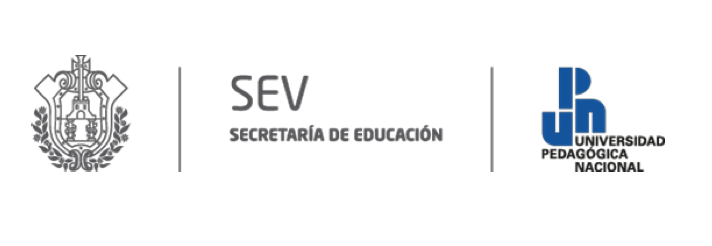 SEV
SECRETARÍA DE EDUCACIÓN
UNIVERSIDAD
PEDAGÓGICA
NACIONAL